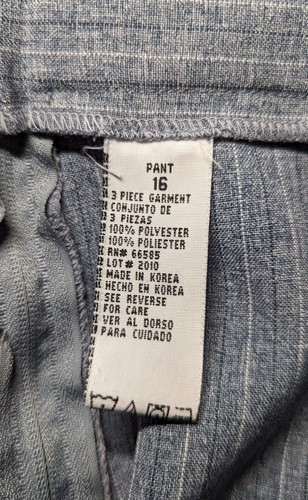 PANT
16
3 PIECE GARMENT
CONJUNTO DE
3 PIEZAS
100% POLYESTER
100% POLIESTER
RN# 66585
LOT# 2010
MADE IN KOREA
HECHO EN KOREA
SEE REVERSE
FOR CARE
VER AL DORSO
PARA CUIDADO